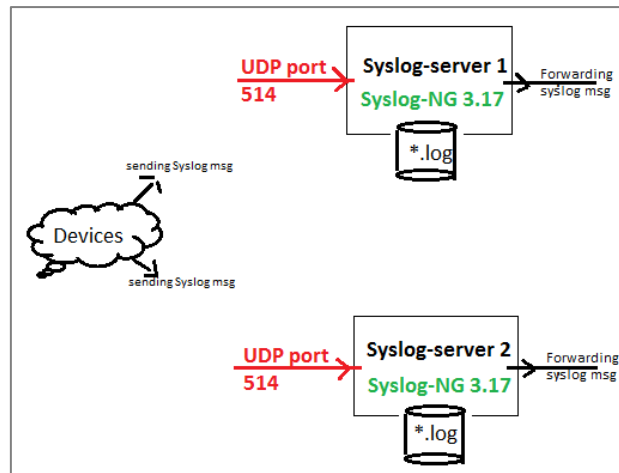 UDP port
514
Syslog-server 1
Syslog-NG 3.17
Forwarding
syslog msg
*.log
sending Syslog msg
Devices
sending Syslog msg
UDP port
514
Syslog-server 2
Syslog-NG 3.17
Forwarding
syslog msg
*.log